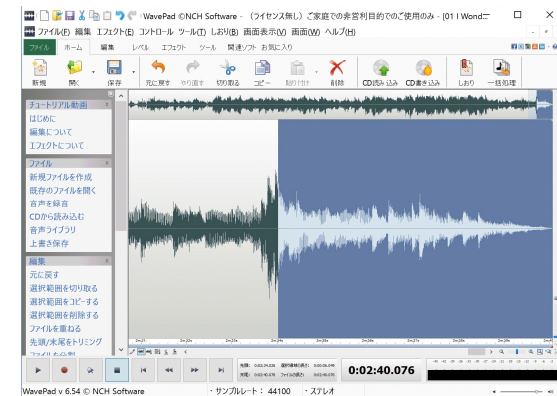 WavePad ©NCH Software - （ライセンス無し）ご家庭での非営利目的でのご使用のみ - [01 I Wond...
ファイル(F) 編集 エフェクト(E) コントロール ツール(T) しおり(B) 画面表示(V) 画面(W) ヘルプ(H)
ファイル ホーム 編集 レベル エフェクト ツール 関連ソフト お気に入り
新規 開く 保存 元に戻す やり直す 切り取る コピー 貼り付け 削除 CD読み込み CD書き込み しおり 一括処理
チュートリアル動画
はじめに
編集について
エフェクトについて
ファイル
新規ファイルを作成
既存のファイルを開く
音声を録音
CDから読み込む
音声ライブラリ
上書き保存
編集
元に戻す
選択範囲を切り取る
選択範囲をコピーする
選択範囲を削除する
ファイルを重ねる
先頭/末尾をトリミング
ファイルを分割
0:02:40.076
WavePad v 6.54 © NCH Software
サンプルレート： 44100
ステレオ